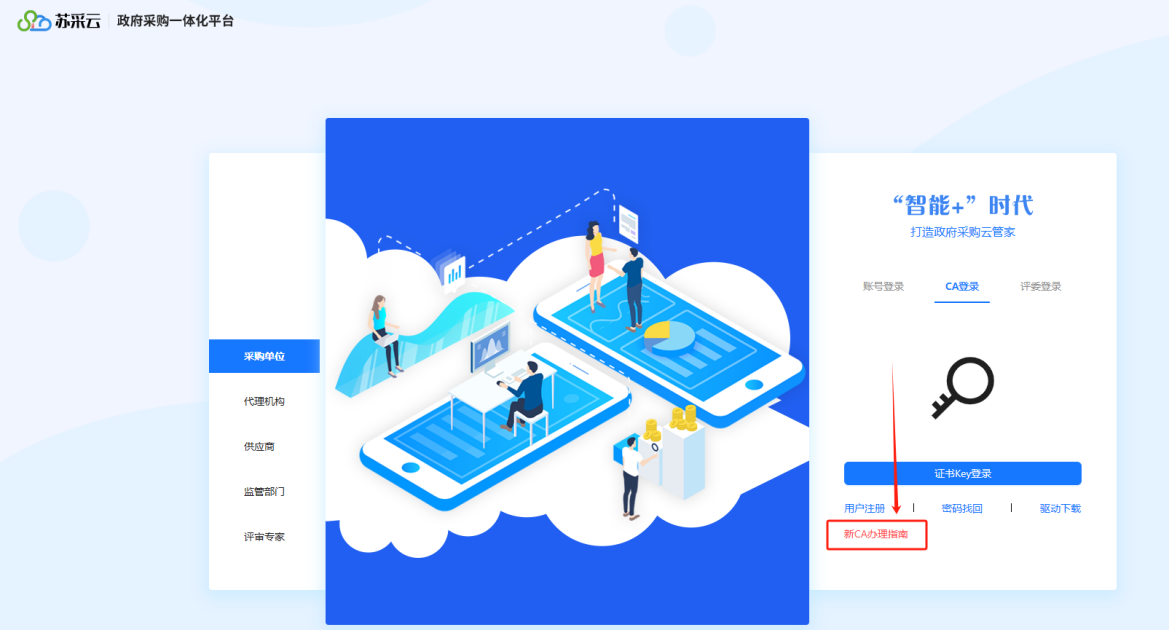 苏采云 政府采购一体化平台
采购单位
代理机构
供应商
监管部门
评审专家
“智能+”时代
打造政府采购云管家
账号登录 CA登录 评委登录
证书Key登录
用户注册 | 密码找回 | 驱动下载
新CA办理指南